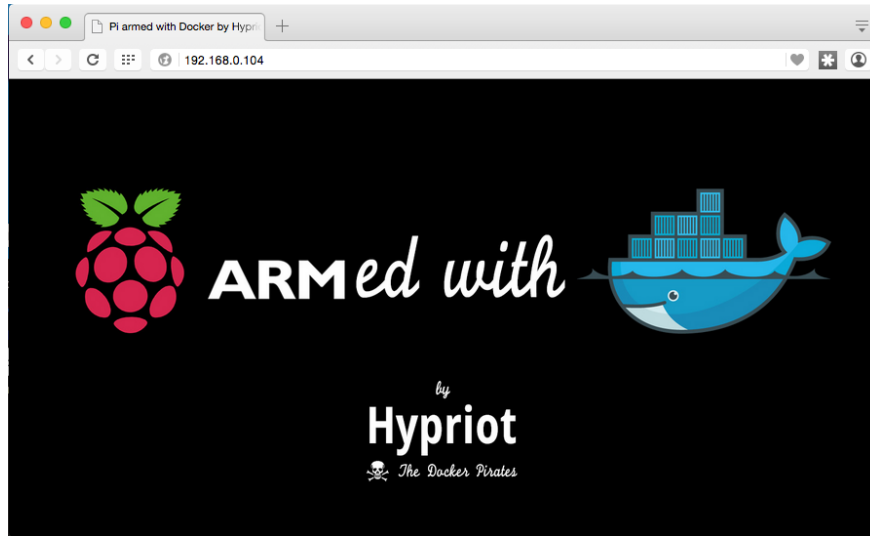 Pi armed with Docker by Hypri
192.168.0.104
ARMed with
by
Hypriot
The Docker Pirates